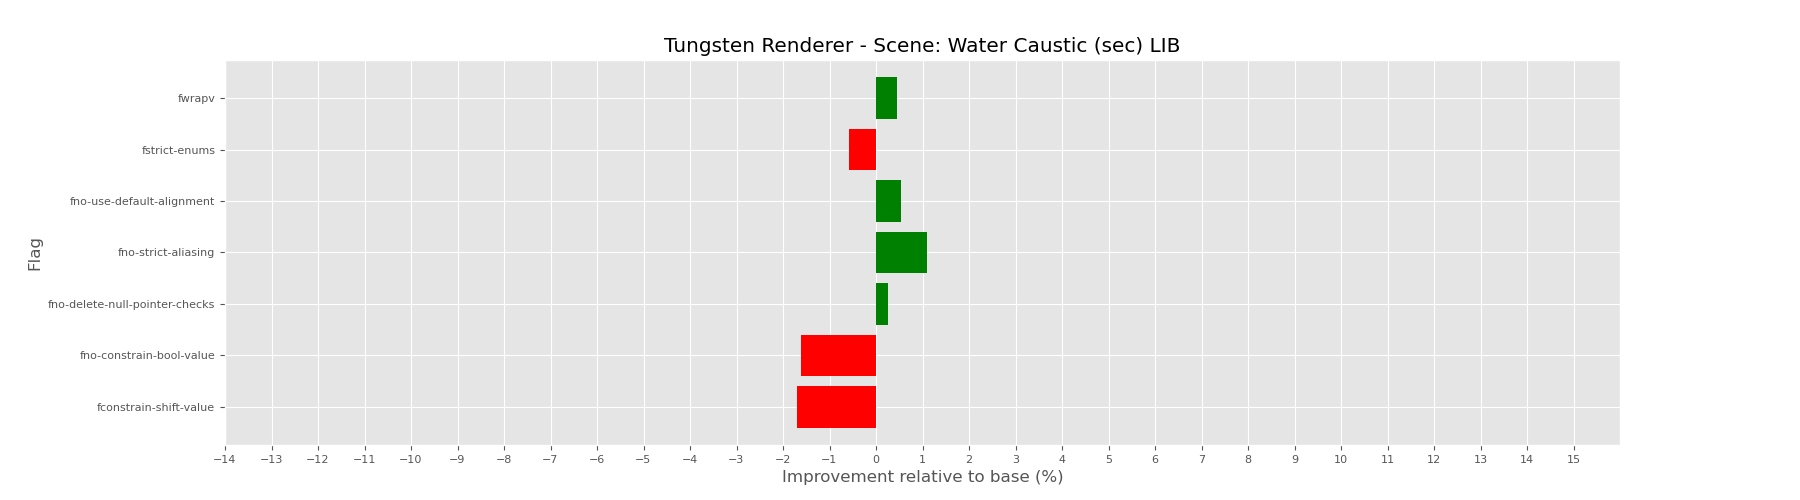 Tungsten Renderer - Scene: Water Caustic (sec) LIB
Flag
fwrapv
fstrict-enums
fno-use-default-alignment
fno-strict-aliasing
fno-delete-null-pointer-checks
fno-constrain-bool-value
fconstrain-shift-value
−14 −13 −12 −11 −10 −9 −8 −7 −6 −5 −4 −3 −2 −1 0 1 2 3 4 5 6 7 8 9 10 11 12 13 14 15
Improvement relative to base (%)